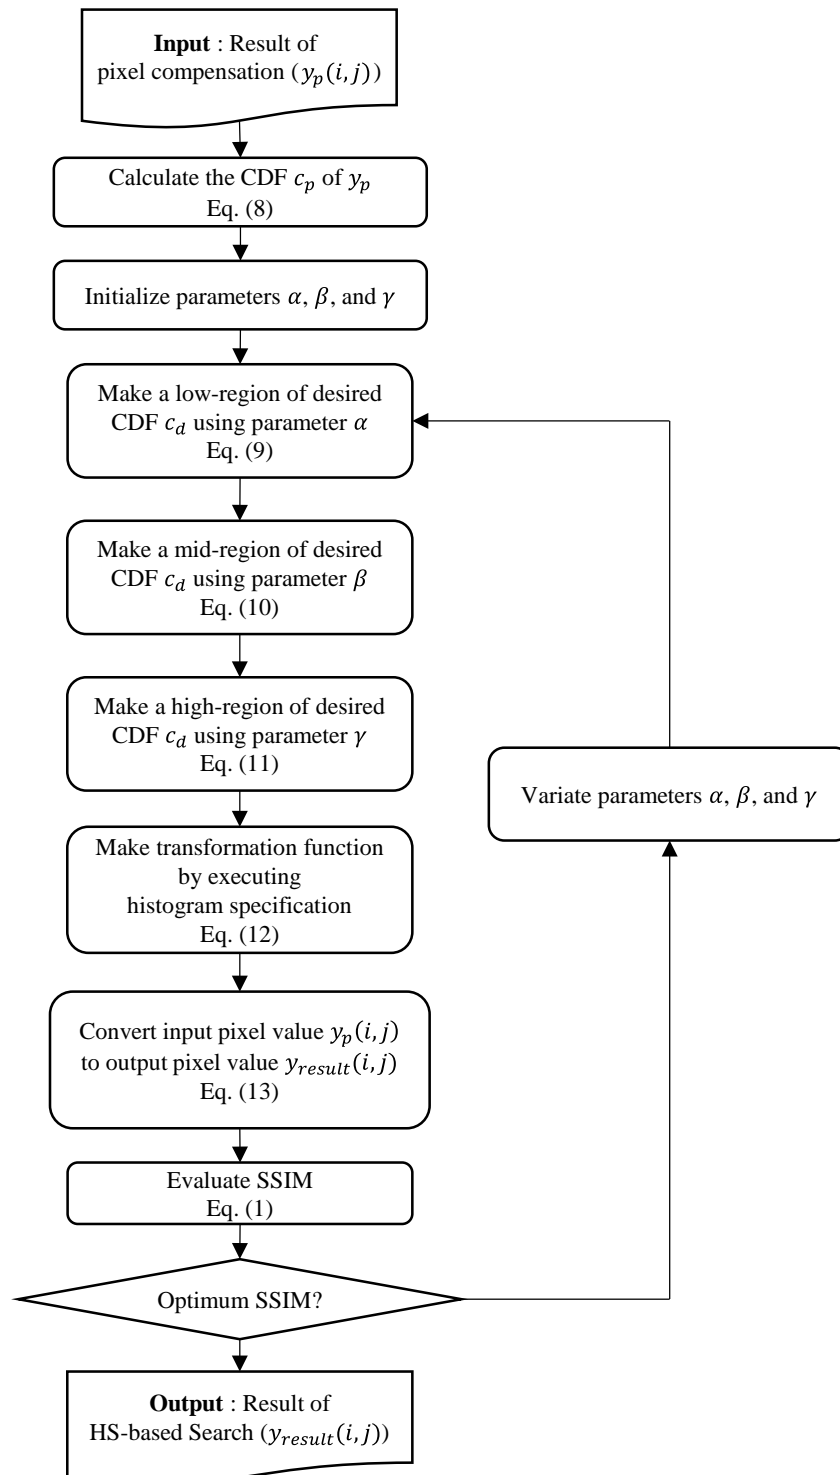 Input : Result of
pixel compensation (y_p(i,j))
Calculate the CDF c_p of y_p
Eq. (8)
Initialize parameters α, β, and γ
Make a low-region of desired
CDF c_d using parameter α
Eq. (9)
Make a mid-region of desired
CDF c_d using parameter β
Eq. (10)
Make a high-region of desired
CDF c_d using parameter γ
Eq. (11)
Variate parameters α, β, and γ
Make transformation function
by executing
histogram specification
Eq. (12)
Convert input pixel value y_p(i,j)
to output pixel value y_result(i,j)
Eq. (13)
Evaluate SSIM
Eq. (1)
Optimum SSIM?
Output : Result of
HS-based Search (y_result(i,j))